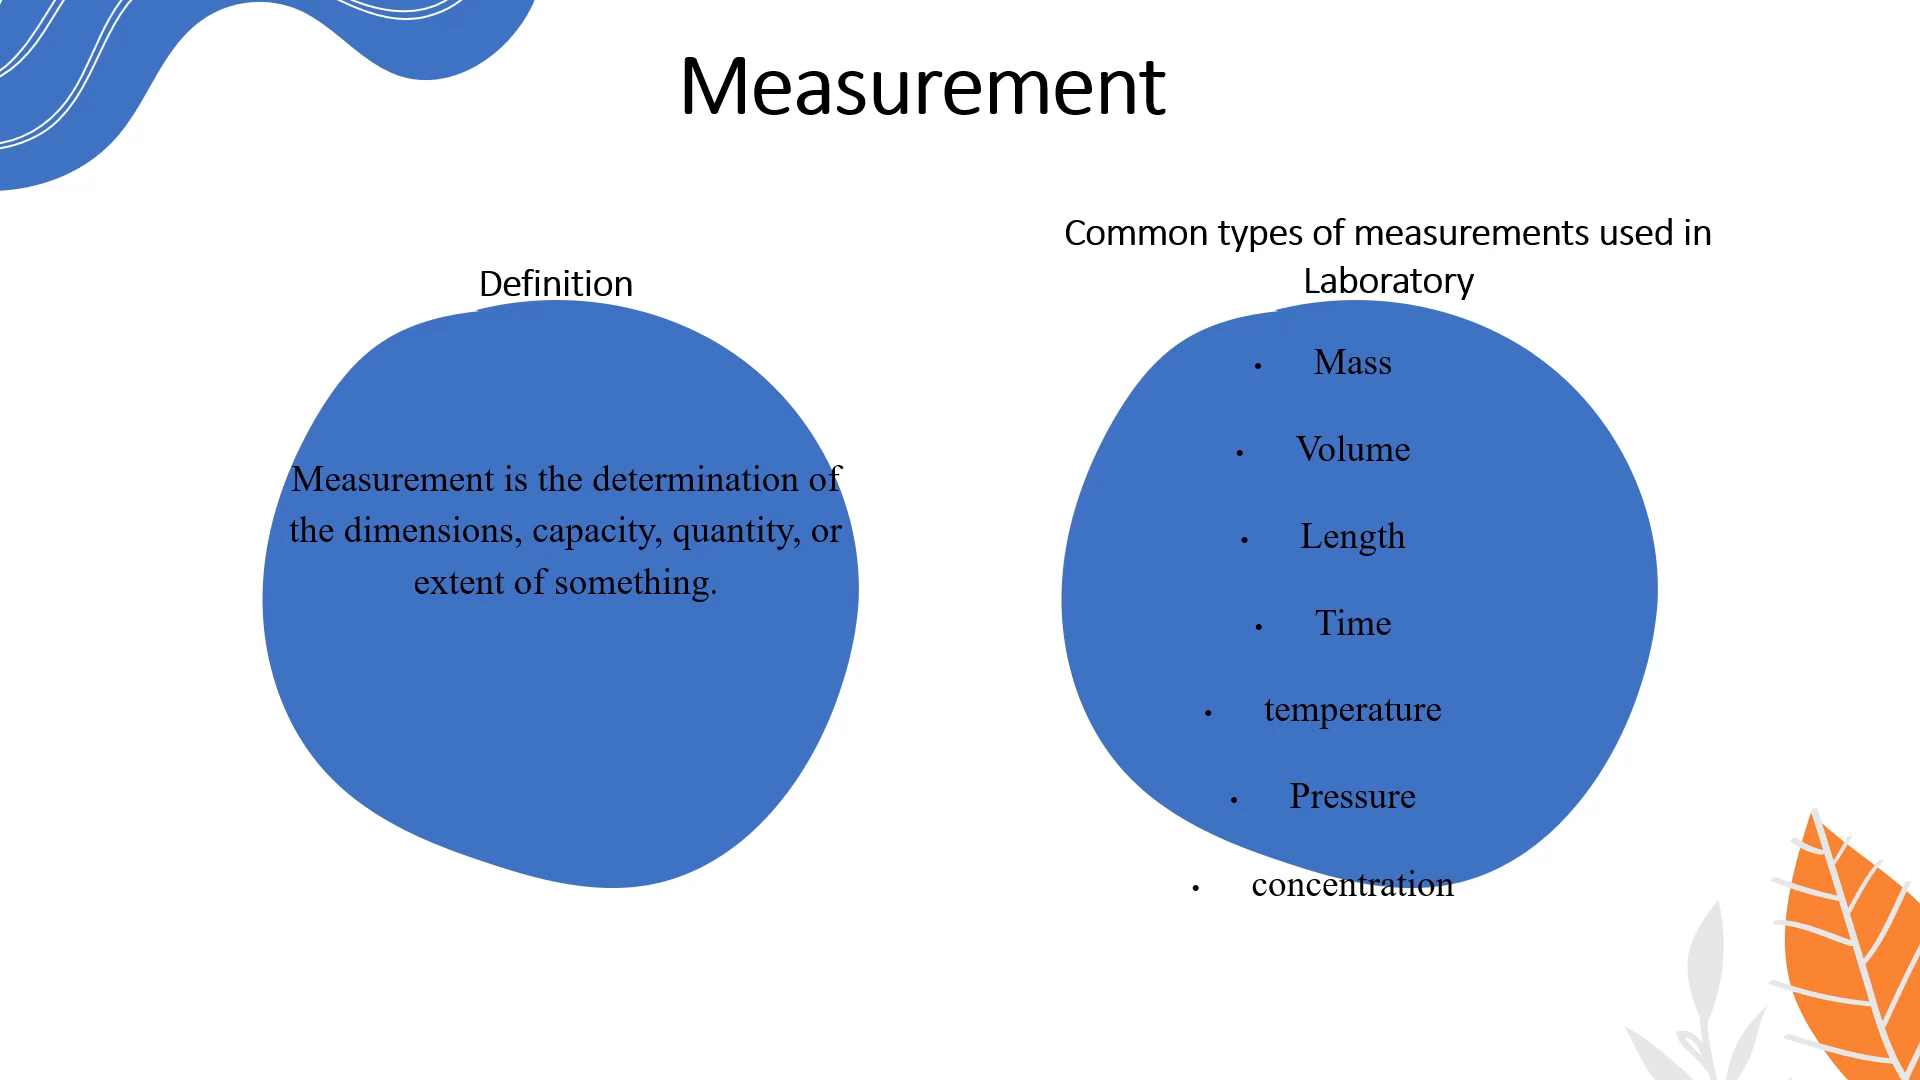 Measurement
Definition
Measurement is the determination of
the dimensions, capacity, quantity, or
extent of something.
Common types of measurements used in
Laboratory
• Mass
• Volume
• Length
• Time
• temperature
• Pressure
• concentration